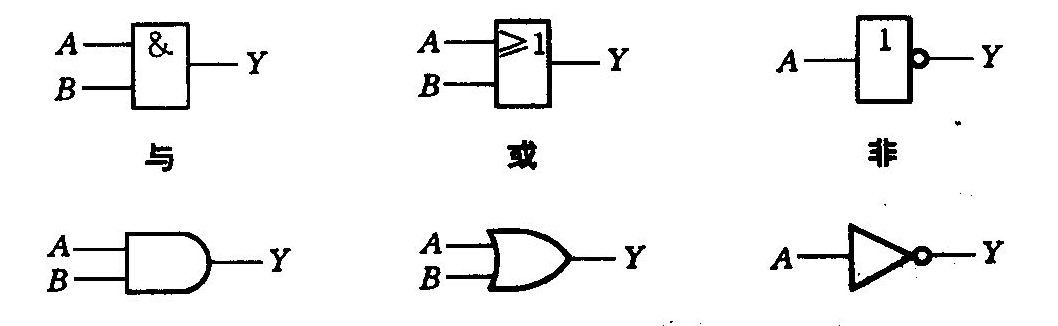 A & Y A ≥1 Y A 1 Y
B B
与 或 非
A Y A Y A Y
B B